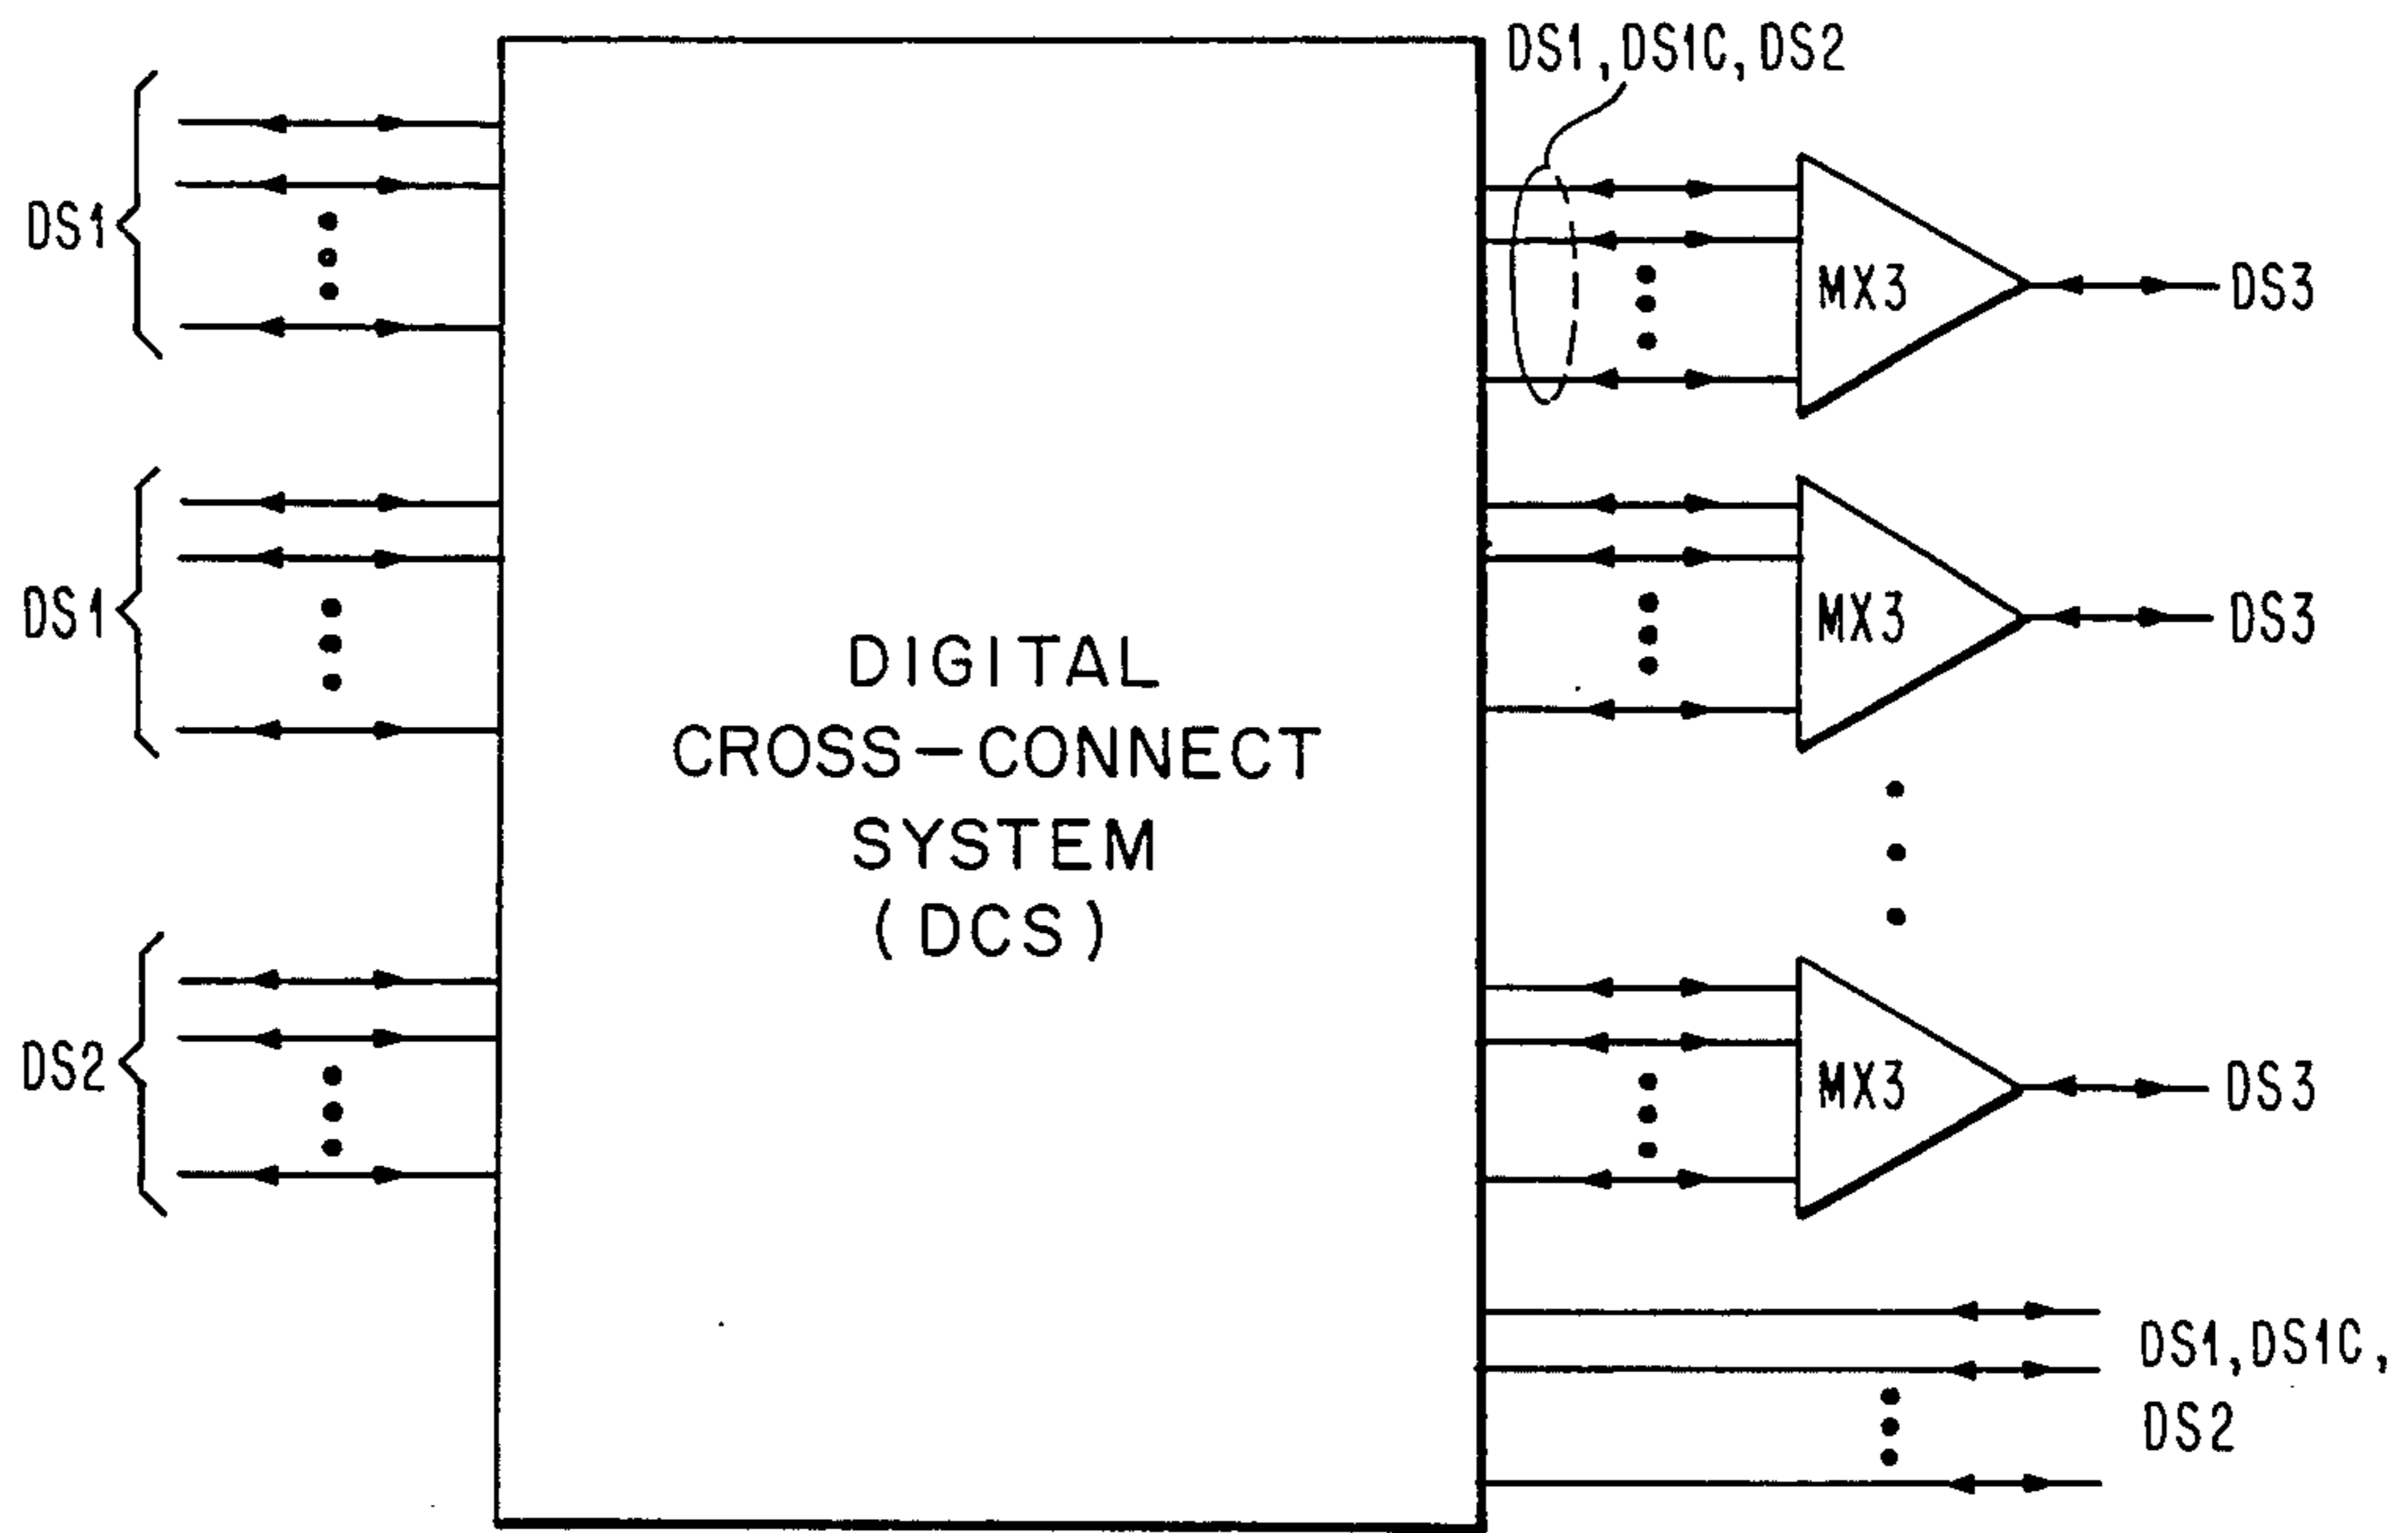 DS1, DS1C, DS2
DS1
MX3
DS3
DS1
MX3
DS3
DIGITAL
CROSS-CONNECT
SYSTEM
(DCS)
DS2
MX3
DS3
DS1, DS1C,
DS2